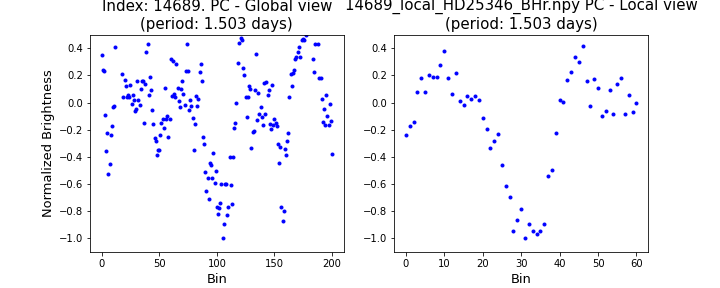 Index: 14689. PC - Global view
(period: 1.503 days)
14689_local_HD25346_BHr.npy PC - Local view
(period: 1.503 days)
Normalized Brightness
0.4
0.2
0.0
−0.2
−0.4
−0.6
−0.8
−1.0
0 50 100 150 200
Bin
0.4
0.2
0.0
−0.2
−0.4
−0.6
−0.8
−1.0
0 10 20 30 40 50 60
Bin